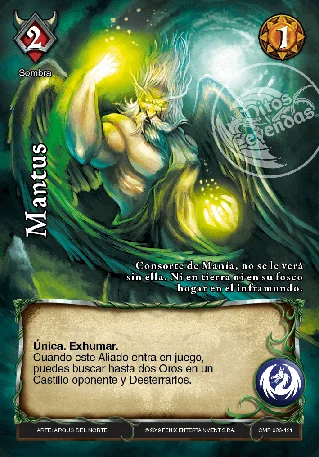 2
1
Sombra
Mitos
y
Leyendas
Mantus
Consorte de Mania, no se le verá
sin ella. Ni en tierra ni en su fosco
hogar en el inframundo.
Única. Exhumar.
Cuando este Aliado entra en juego,
puedes buscar hasta dos Oros en un
Castillo oponente y Desterrarlos.